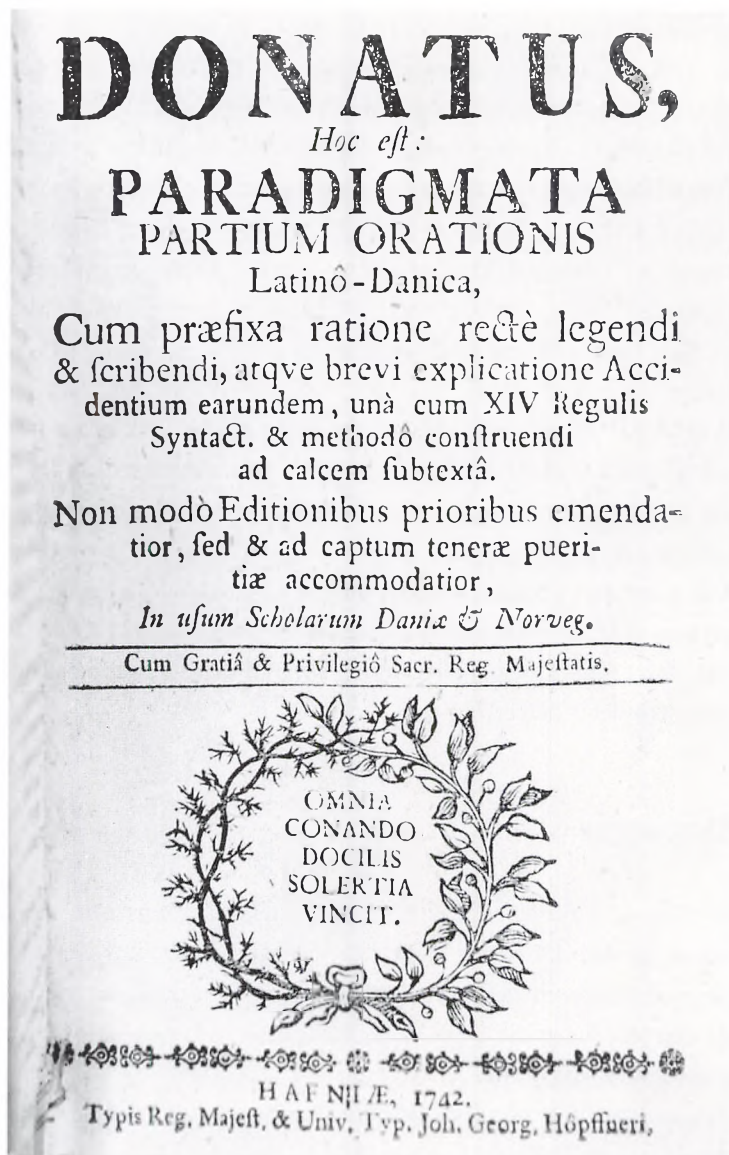 DONATUS,
Hoc eſt:
PARADIGMATA
PARTIUM ORATIONIS
Latinô-Danica,
Cum præfixa ratione rectè legendi
& ſcribendi, atqve brevi explicatione Acci-
dentium earundem, unà cum XIV Regulis
Syntact. & methodô conſtruendi
ad calcem ſubtextâ.
Non modò Editionibus prioribus emenda-
tior, ſed & ad captum teneræ pueri-
tiæ accommodatior,
In uſum Scholarum Daniæ & Norveg.
Cum Gratiâ & Privilegiô Sacr. Reg. Majeſtatis.
OMNIA
CONANDO
DOCILIS
SOLERTIA
VINCIT.
HAFNIÆ, 1742.
Typis Reg. Majeſt. & Univ. Typ. Joh. Georg. Höpffneri,